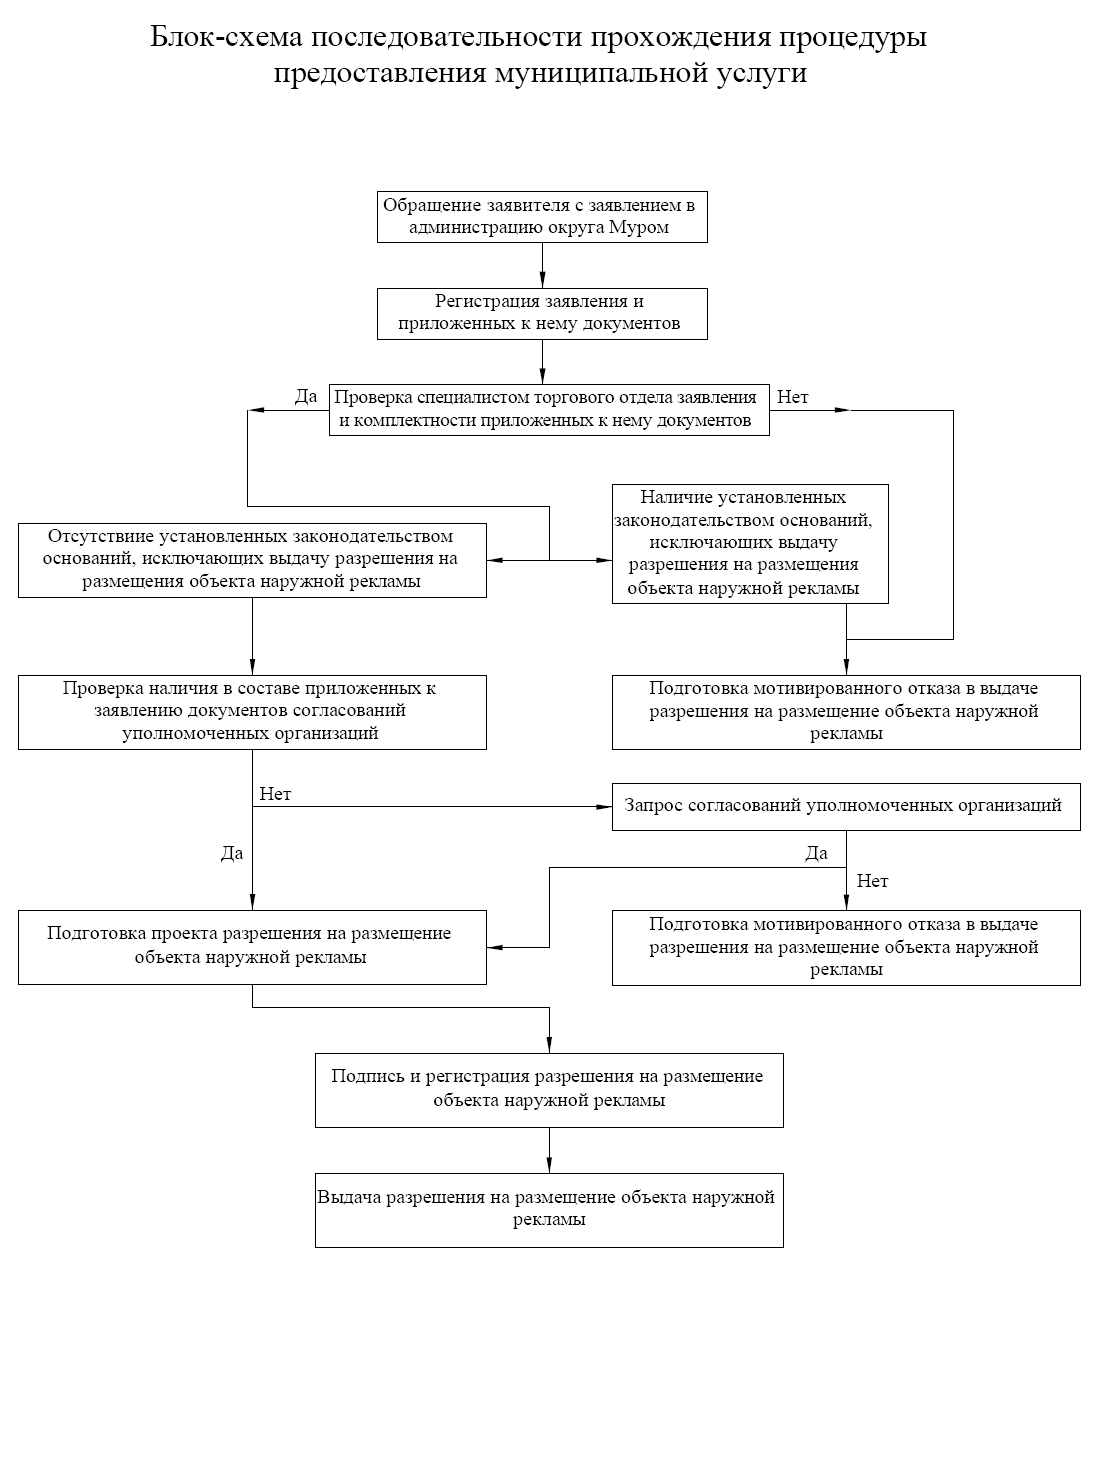 Блок-схема последовательности прохождения процедуры
предоставления муниципальной услуги
Обращение заявителя с заявлением в
администрацию округа Муром
Регистрация заявления и
приложенных к нему документов
Да
Проверка специалистом торгового отдела заявления
и комплектности приложенных к нему документов
Нет
Отсутствиие установленных законодательством
оснований, исключающих выдачу разрешения на
размещения объекта наружной рекламы
Наличие установленных
законодательством оснований,
исключающих выдачу
разрешения на размещения
объекта наружной рекламы
Проверка наличия в составе приложенных к
заявлению документов согласований
уполномоченных организаций
Подготовка мотивированного отказа в выдаче
разрешения на размещение объекта наружной
рекламы
Нет
Запрос согласований уполномоченных организаций
Да
Да
Нет
Подготовка проекта разрешения на размещение
объекта наружной рекламы
Подготовка мотивированного отказа в выдаче
разрешения на размещение объекта наружной
рекламы
Подпись и регистрация разрешения на размещение
объекта наружной рекламы
Выдача разрешения на размещение объекта наружной
рекламы